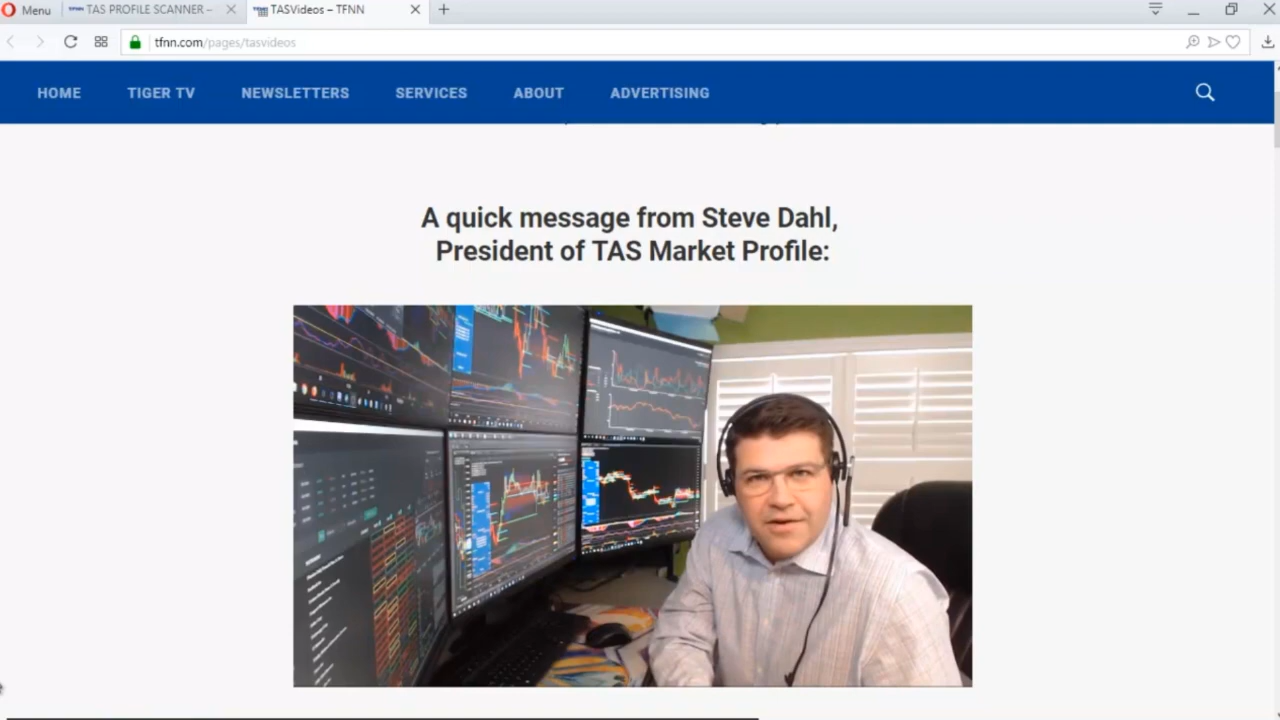 Menu
TAS PROFILE SCANNER –
TASVideos – TFNN
tfnn.com/pages/tasvideos
HOME
TIGER TV
NEWSLETTERS
SERVICES
ABOUT
ADVERTISING
A quick message from Steve Dahl,
President of TAS Market Profile: